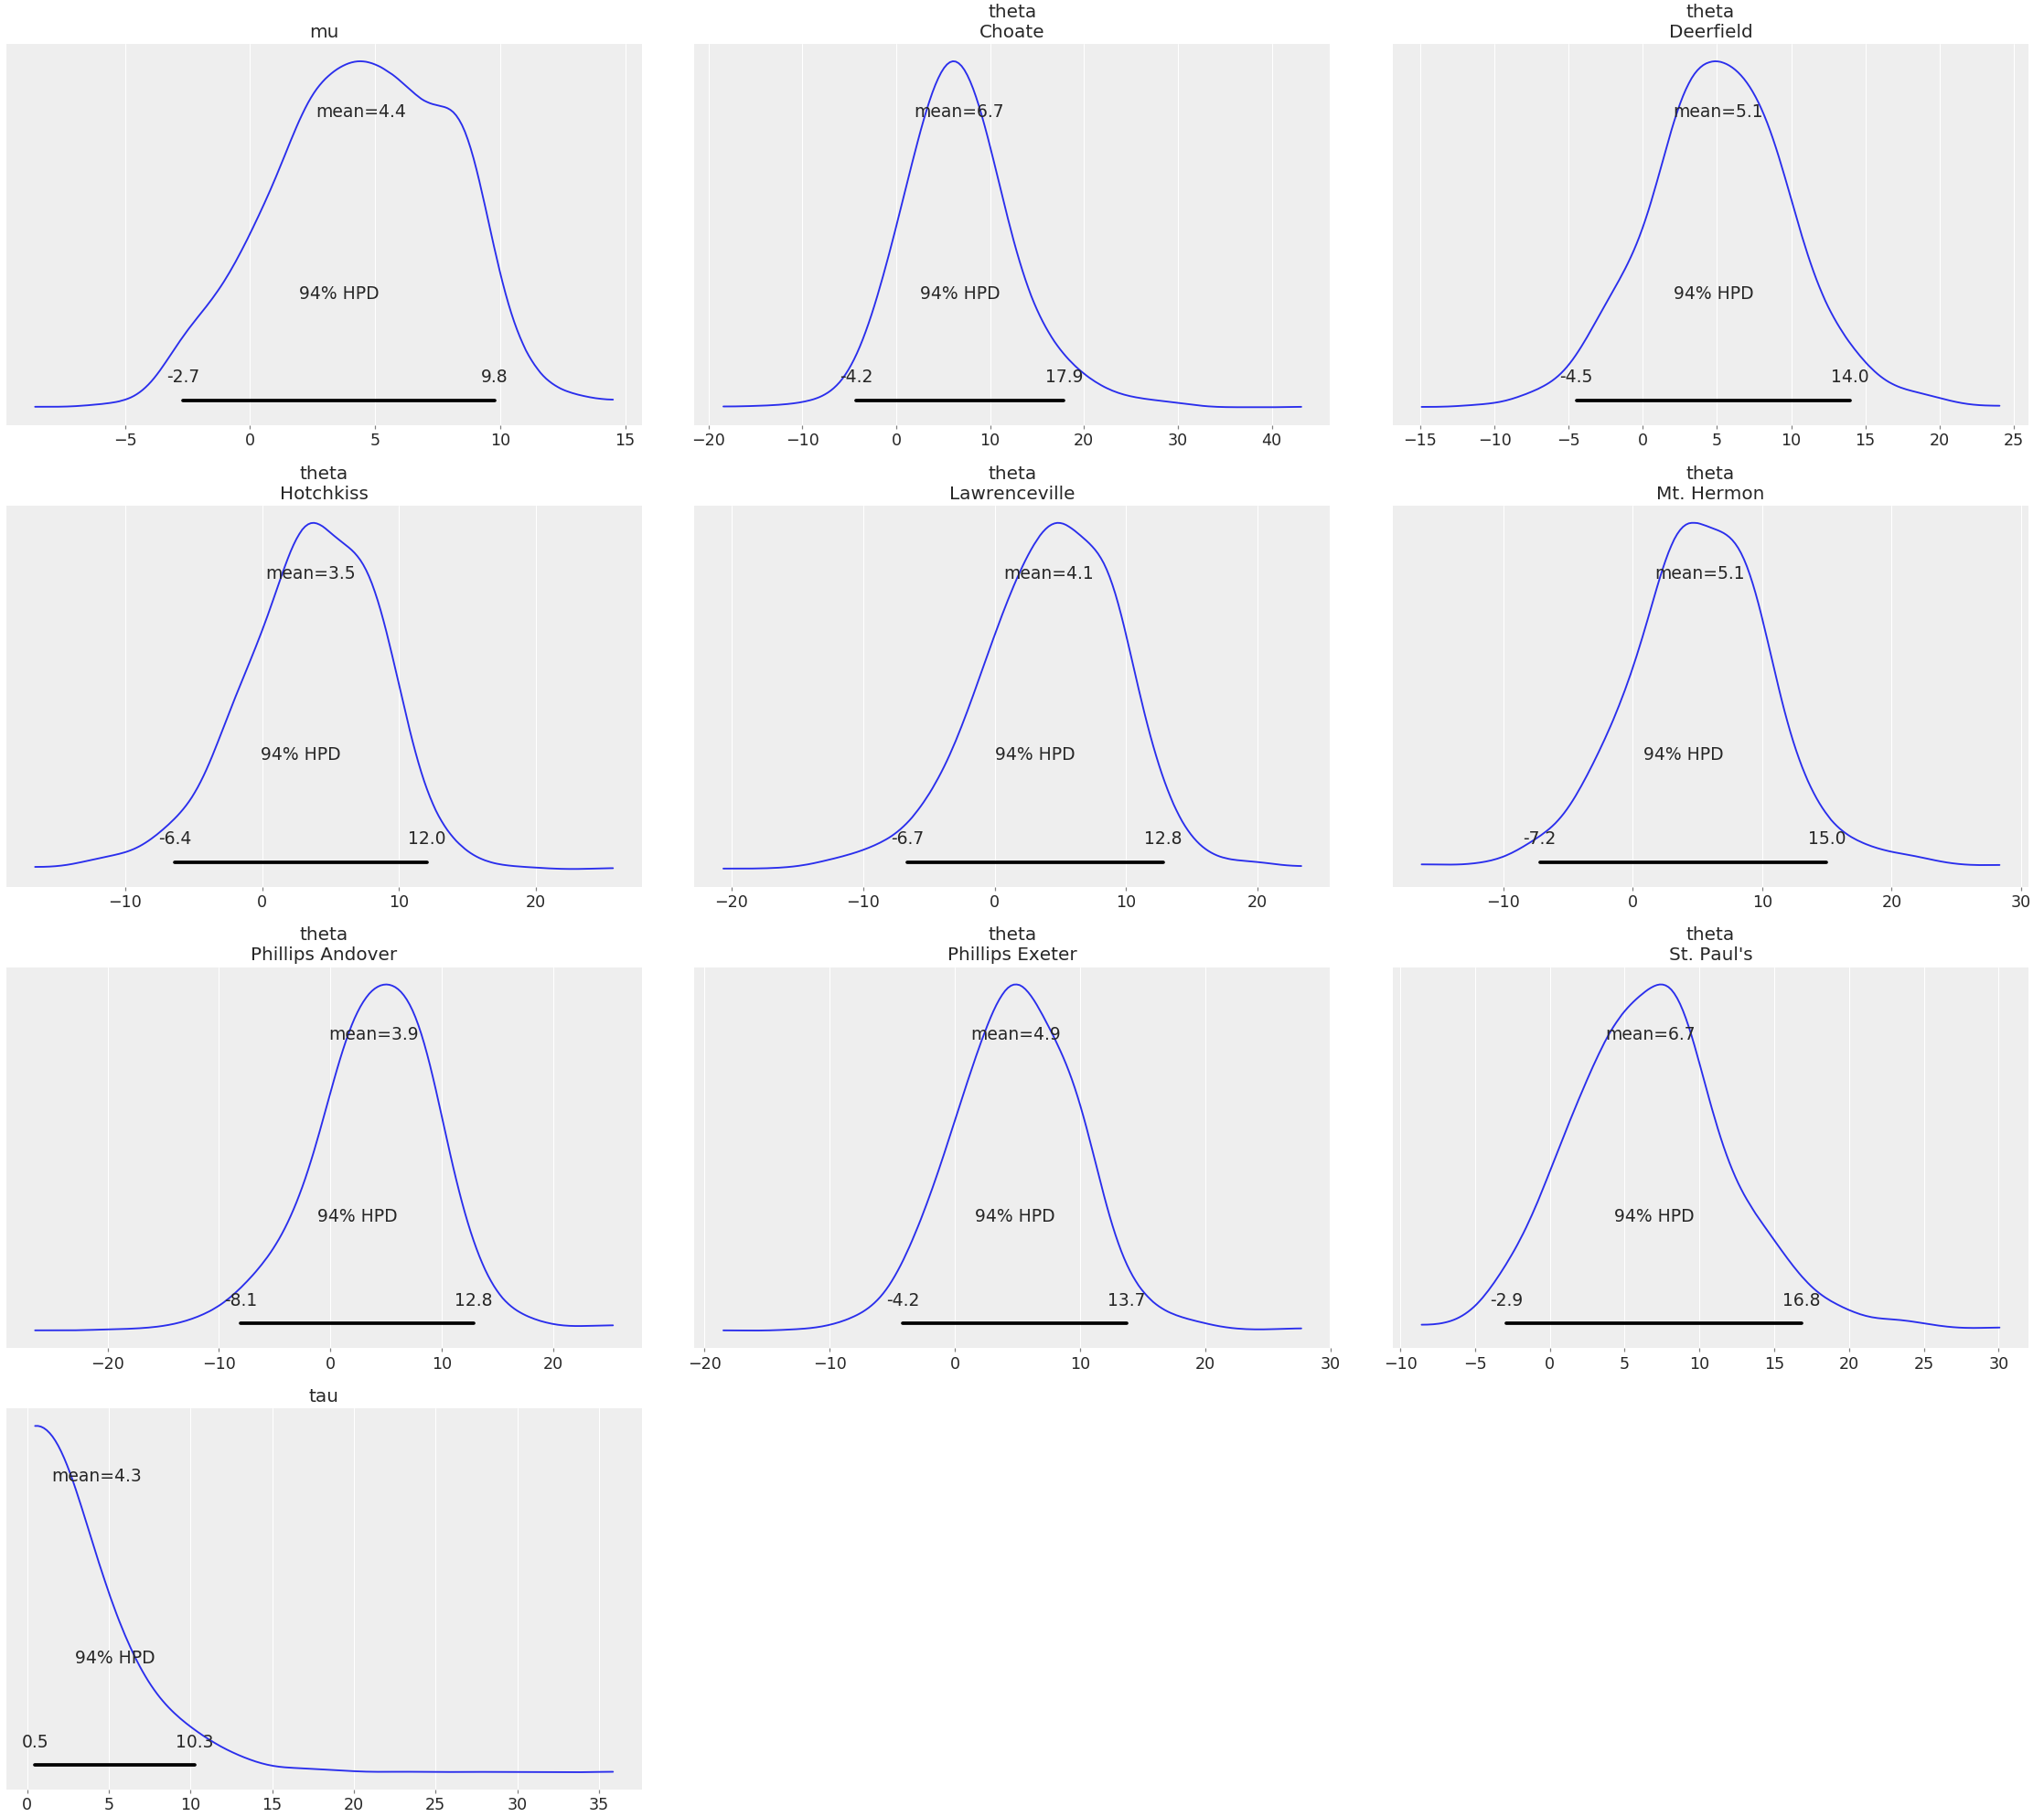 mu
mean=4.4
94% HPD
-2.7 9.8
−5 0 5 10 15
theta
Choate
mean=6.7
94% HPD
-4.2 17.9
−20 −10 0 10 20 30 40
theta
Deerfield
mean=5.1
94% HPD
-4.5 14.0
−15 −10 −5 0 5 10 15 20 25
theta
Hotchkiss
mean=3.5
94% HPD
-6.4 12.0
−10 0 10 20
theta
Lawrenceville
mean=4.1
94% HPD
-6.7 12.8
−20 −10 0 10 20
theta
Mt. Hermon
mean=5.1
94% HPD
-7.2 15.0
−10 0 10 20 30
theta
Phillips Andover
mean=3.9
94% HPD
-8.1 12.8
−20 −10 0 10 20
theta
Phillips Exeter
mean=4.9
94% HPD
-4.2 13.7
−20 −10 0 10 20 30
theta
St. Paul's
mean=6.7
94% HPD
-2.9 16.8
−10 −5 0 5 10 15 20 25 30
tau
mean=4.3
94% HPD
0.5 10.3
0 5 10 15 20 25 30 35